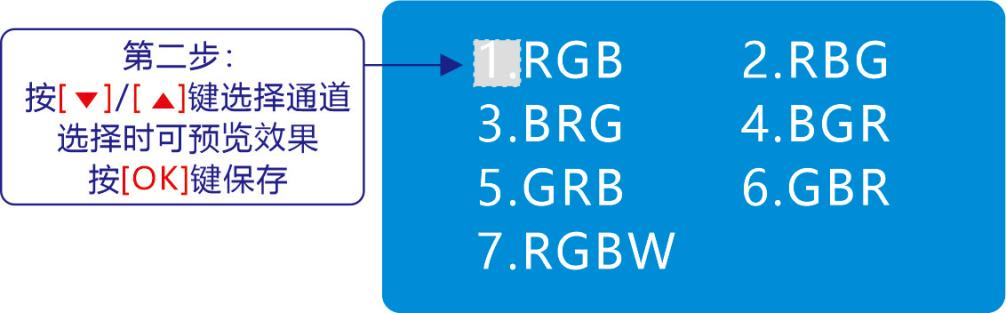 第二步：
按[▼]/[▲]键选择通道
选择时可预览效果
按[OK]键保存
1.RGB 2.RBG
3.BRG 4.BGR
5.GRB 6.GBR
7.RGBW